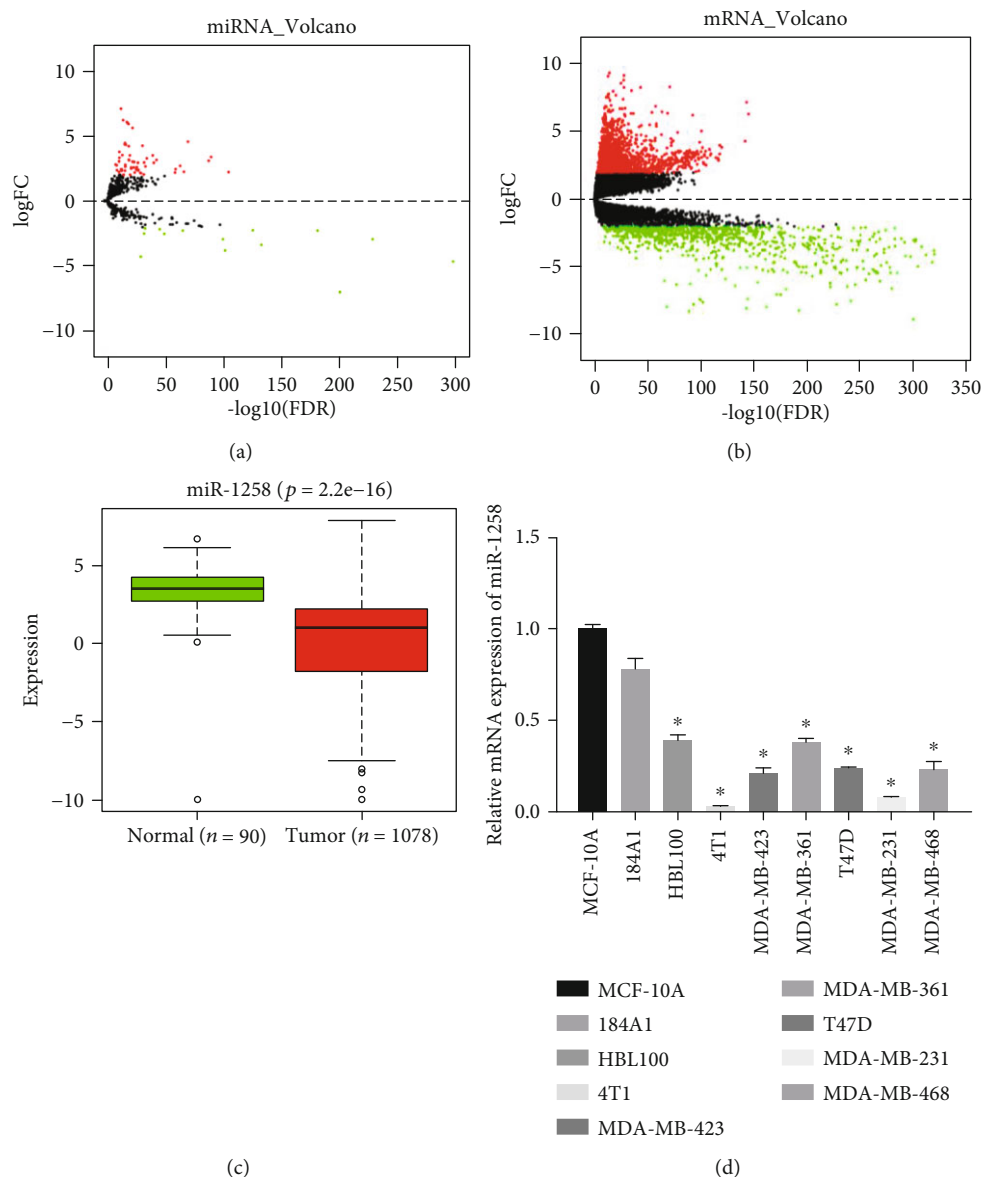 miRNA_Volcano
10
5
0
−5
−10
logFC
0 50 100 150 200 250 300
-log10(FDR)
(a)
mRNA_Volcano
10
5
0
−5
−10
logFC
0 50 100 150 200 250 300 350
-log10(FDR)
(b)
miR-1258 (p = 2.2e−16)
5
0
−5
−10
Expression
Normal (n = 90) Tumor (n = 1078)
(c)
1.5
1.0
0.5
0.0
Relative mRNA expression of miR-1258
* * * * * * *
MCF-10A
184A1
HBL100
4T1
MDA-MB-423
MDA-MB-361
T47D
MDA-MB-231
MDA-MB-468
MCF-10A
184A1
HBL100
4T1
MDA-MB-423
MDA-MB-361
T47D
MDA-MB-231
MDA-MB-468
(d)